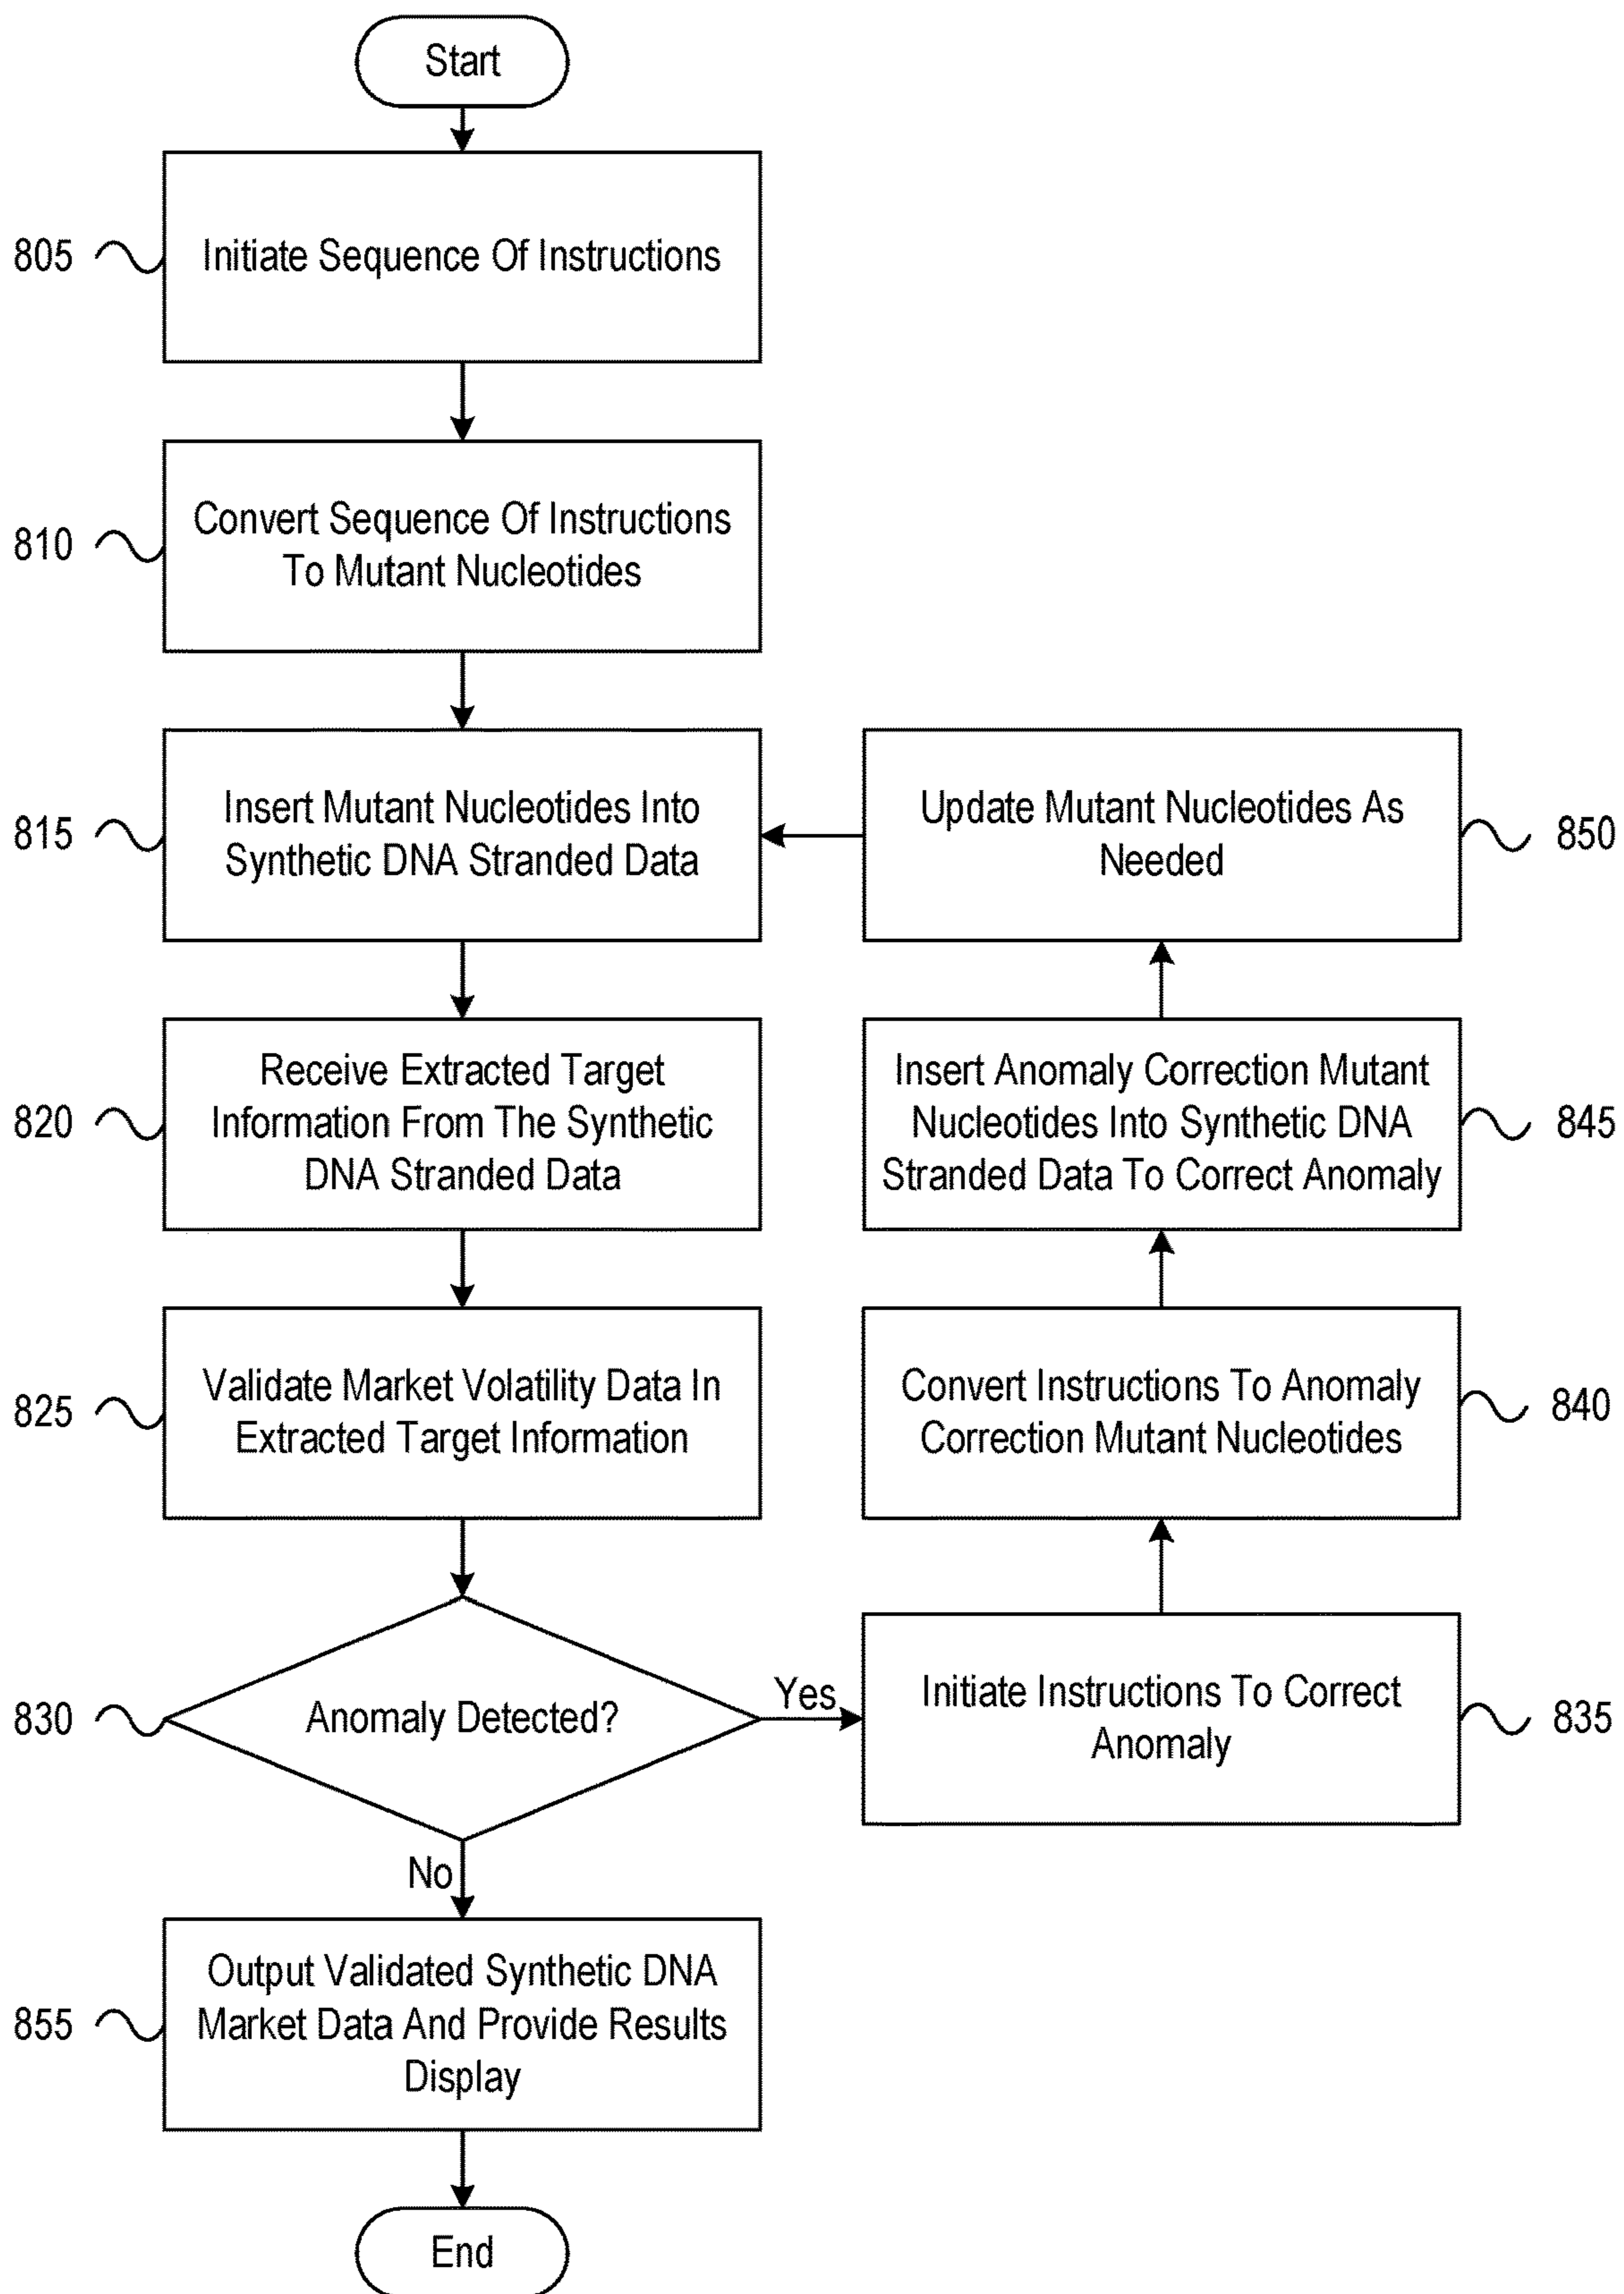 Start
805
Initiate Sequence Of Instructions
810
Convert Sequence Of Instructions
To Mutant Nucleotides
815
Insert Mutant Nucleotides Into
Synthetic DNA Stranded Data
Update Mutant Nucleotides As
Needed
850
820
Receive Extracted Target
Information From The Synthetic
DNA Stranded Data
Insert Anomaly Correction Mutant
Nucleotides Into Synthetic DNA
Stranded Data To Correct Anomaly
845
825
Validate Market Volatility Data In
Extracted Target Information
Convert Instructions To Anomaly
Correction Mutant Nucleotides
840
830
Anomaly Detected?
Yes
Initiate Instructions To Correct
Anomaly
835
No
855
Output Validated Synthetic DNA
Market Data And Provide Results
Display
End